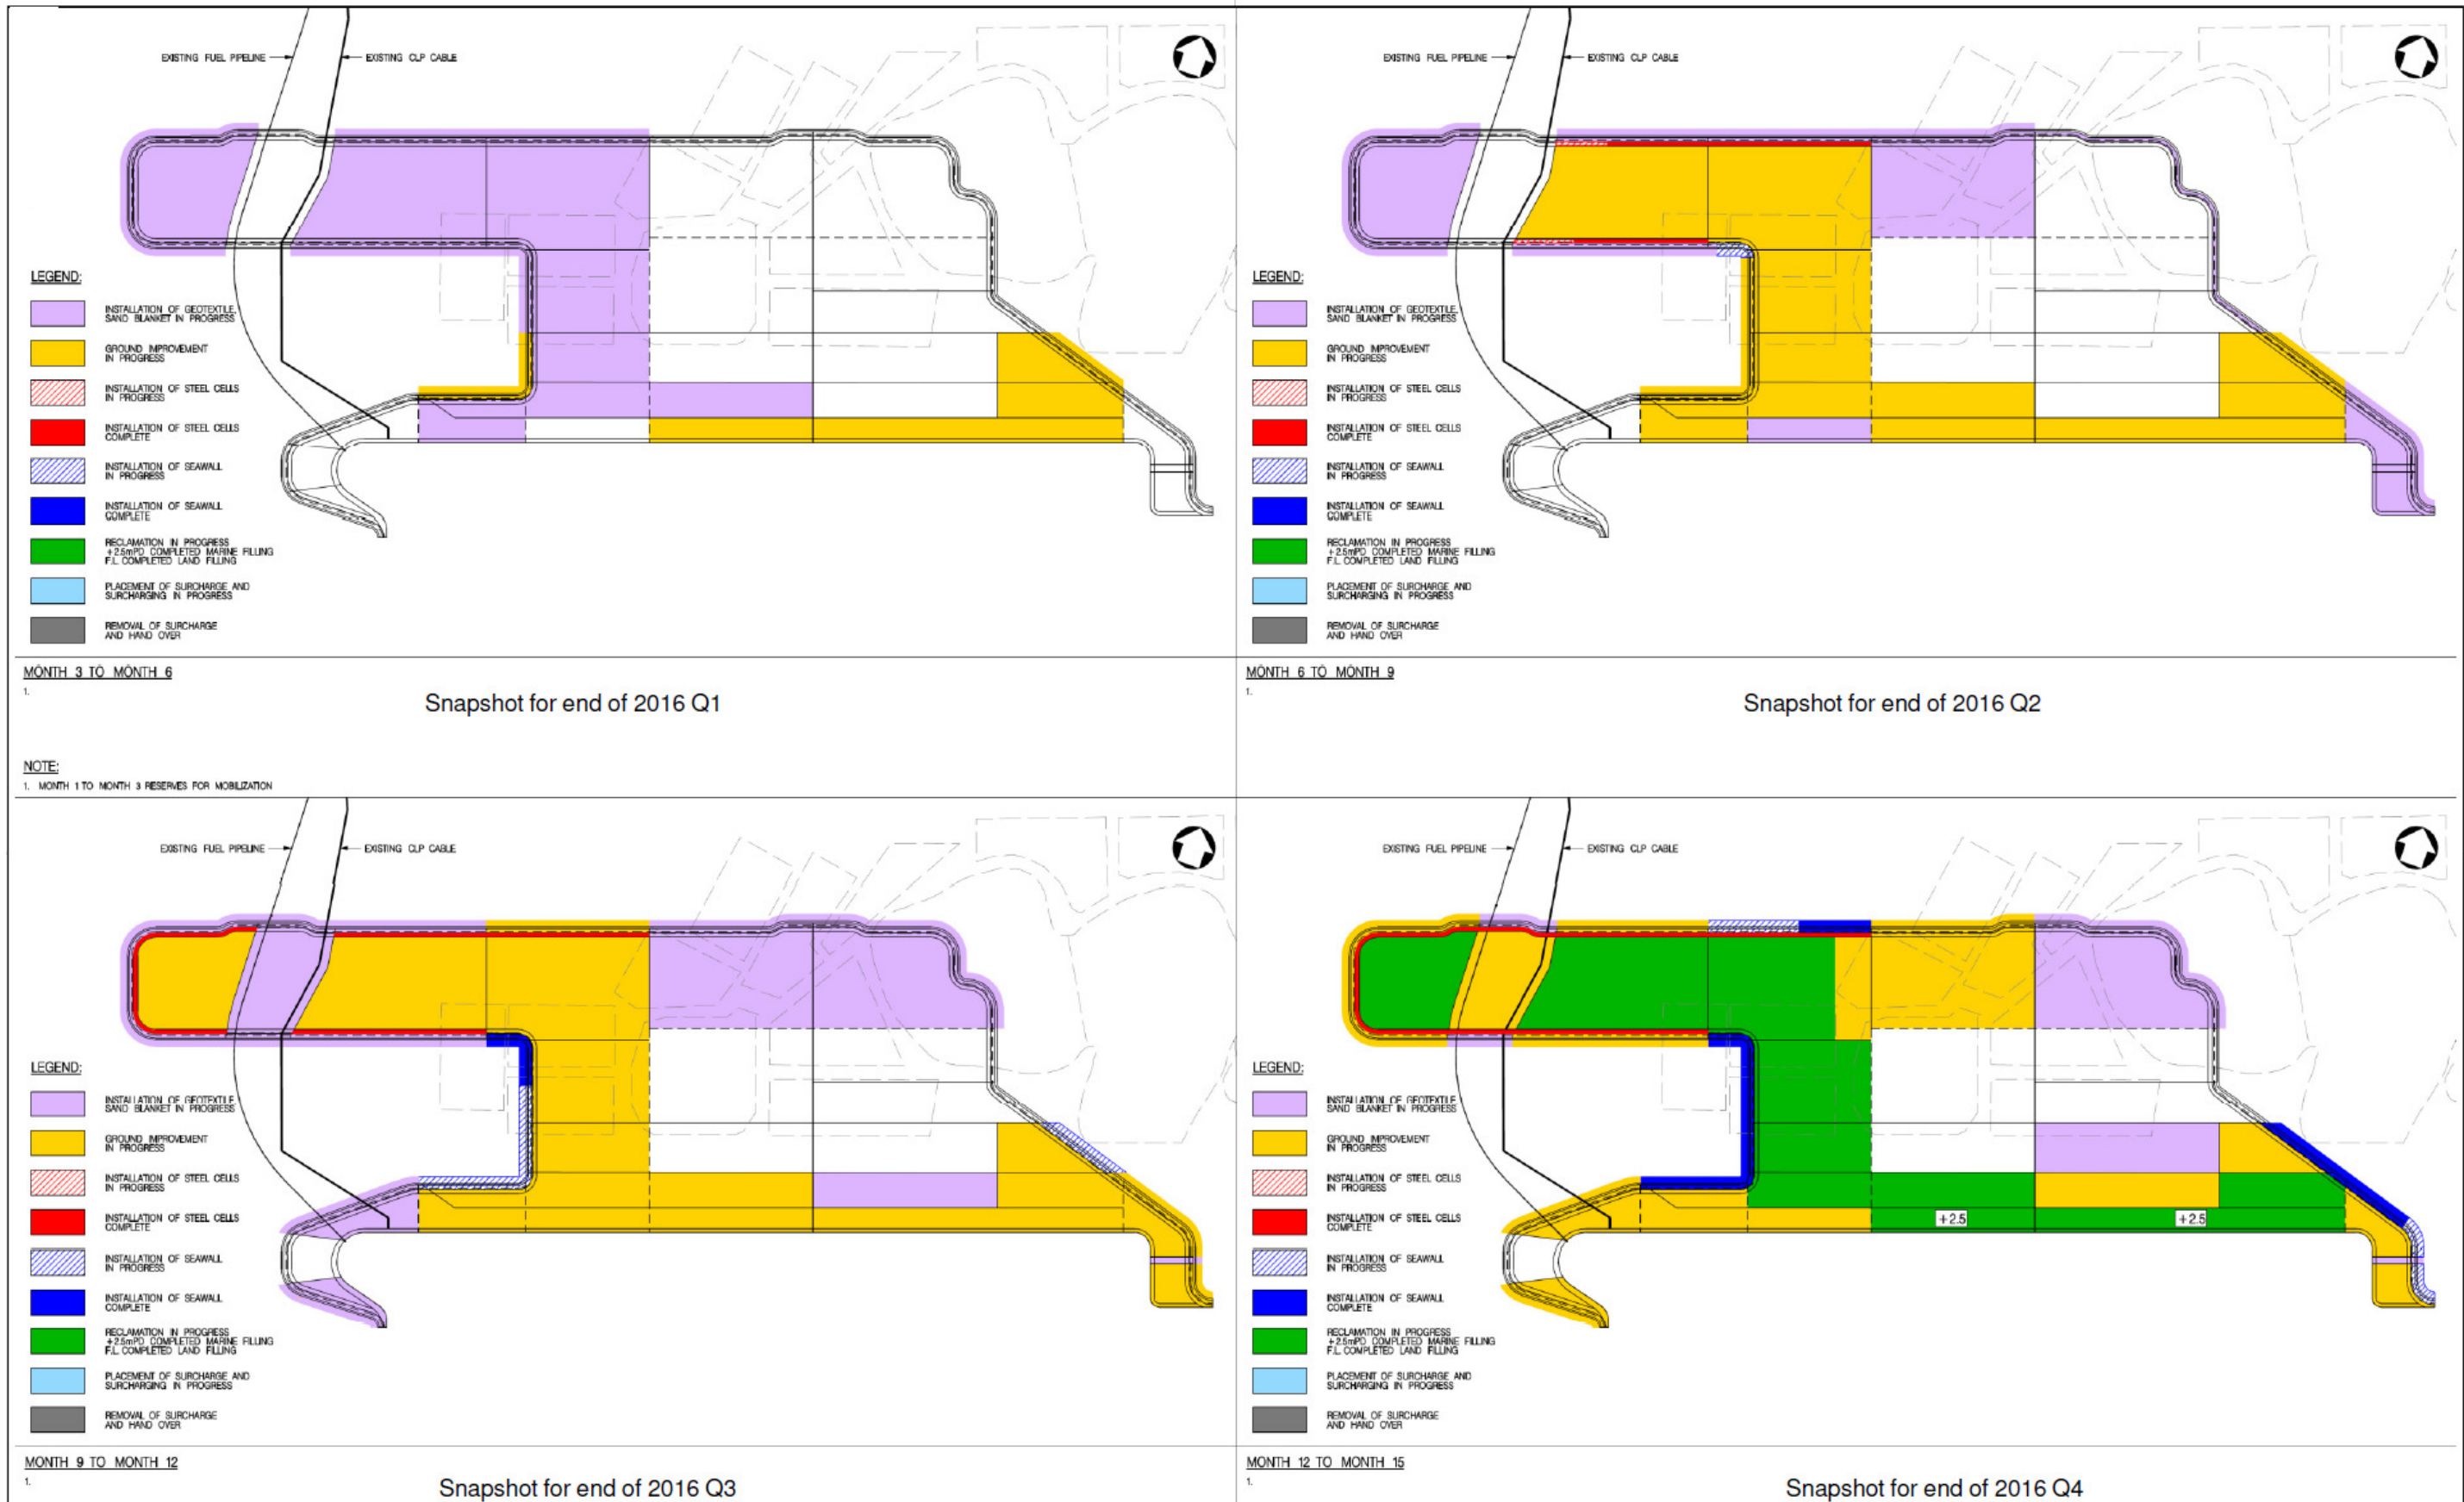 EXISTING FUEL PIPELINE
EXISTING CLP CABLE
LEGEND:
INSTALLATION OF GEOTEXTILE,
SAND BLANKET IN PROGRESS
GROUND IMPROVEMENT
IN PROGRESS
INSTALLATION OF STEEL CELLS
IN PROGRESS
INSTALLATION OF STEEL CELLS
COMPLETE
INSTALLATION OF SEAWALL
IN PROGRESS
INSTALLATION OF SEAWALL
COMPLETE
RECLAMATION IN PROGRESS
+2.5mPD COMPLETED MARINE FILLING
F.L. COMPLETED LAND FILLING
PLACEMENT OF SURCHARGE AND
SURCHARGING IN PROGRESS
REMOVAL OF SURCHARGE
AND HAND OVER
MONTH 3 TO MONTH 6
1.
Snapshot for end of 2016 Q1
NOTE:
1. MONTH 1 TO MONTH 3 RESERVES FOR MOBILIZATION
EXISTING FUEL PIPELINE
EXISTING CLP CABLE
LEGEND:
INSTALLATION OF GEOTEXTILE,
SAND BLANKET IN PROGRESS
GROUND IMPROVEMENT
IN PROGRESS
INSTALLATION OF STEEL CELLS
IN PROGRESS
INSTALLATION OF STEEL CELLS
COMPLETE
INSTALLATION OF SEAWALL
IN PROGRESS
INSTALLATION OF SEAWALL
COMPLETE
RECLAMATION IN PROGRESS
+2.5mPD COMPLETED MARINE FILLING
F.L. COMPLETED LAND FILLING
PLACEMENT OF SURCHARGE AND
SURCHARGING IN PROGRESS
REMOVAL OF SURCHARGE
AND HAND OVER
MONTH 6 TO MONTH 9
1.
Snapshot for end of 2016 Q2
EXISTING FUEL PIPELINE
EXISTING CLP CABLE
LEGEND:
INSTALLATION OF GEOTEXTILE,
SAND BLANKET IN PROGRESS
GROUND IMPROVEMENT
IN PROGRESS
INSTALLATION OF STEEL CELLS
IN PROGRESS
INSTALLATION OF STEEL CELLS
COMPLETE
INSTALLATION OF SEAWALL
IN PROGRESS
INSTALLATION OF SEAWALL
COMPLETE
RECLAMATION IN PROGRESS
+2.5mPD COMPLETED MARINE FILLING
F.L. COMPLETED LAND FILLING
PLACEMENT OF SURCHARGE AND
SURCHARGING IN PROGRESS
REMOVAL OF SURCHARGE
AND HAND OVER
MONTH 9 TO MONTH 12
1.
Snapshot for end of 2016 Q3
EXISTING FUEL PIPELINE
EXISTING CLP CABLE
LEGEND:
INSTALLATION OF GEOTEXTILE,
SAND BLANKET IN PROGRESS
GROUND IMPROVEMENT
IN PROGRESS
INSTALLATION OF STEEL CELLS
IN PROGRESS
INSTALLATION OF STEEL CELLS
COMPLETE
INSTALLATION OF SEAWALL
IN PROGRESS
INSTALLATION OF SEAWALL
COMPLETE
RECLAMATION IN PROGRESS
+2.5mPD COMPLETED MARINE FILLING
F.L. COMPLETED LAND FILLING
PLACEMENT OF SURCHARGE AND
SURCHARGING IN PROGRESS
REMOVAL OF SURCHARGE
AND HAND OVER
+2.5
+2.5
MONTH 12 TO MONTH 15
1.
Snapshot for end of 2016 Q4